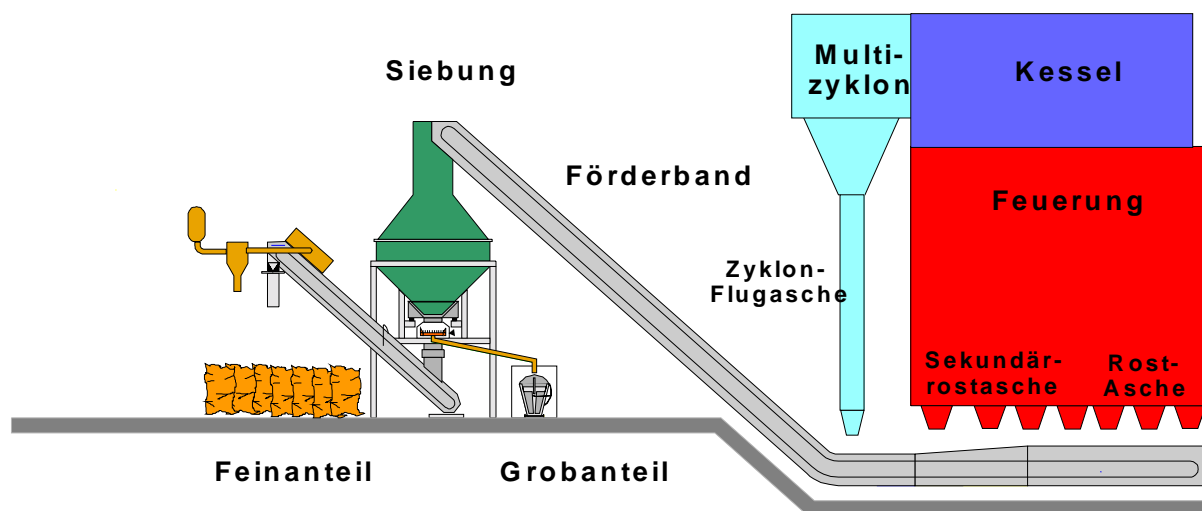 Siebung
Multi-
zyklon
Kessel
Förderband
Feuerung
Zyklon-
Flugasche
Sekundär-
rostasche
Rost-
Asche
Feinanteil
Grobanteil